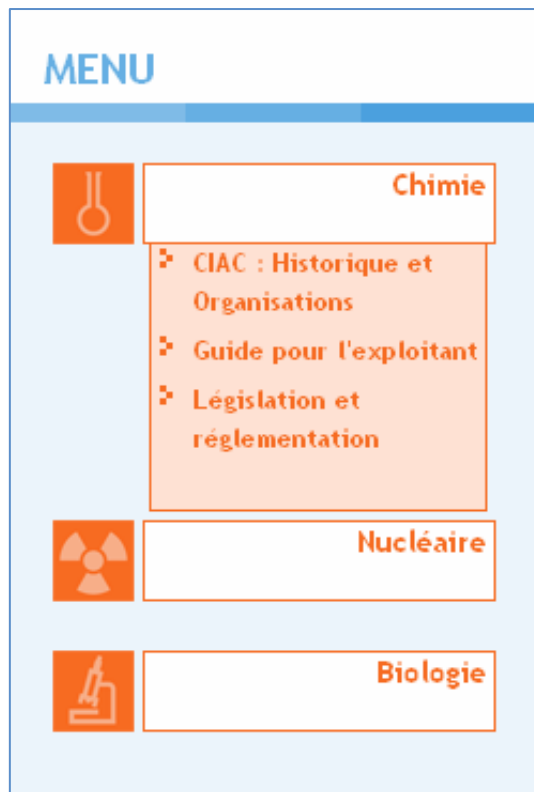 MENU
Chimie
CIAC : Historique et
Organisations
Guide pour l'exploitant
Législation et
réglementation
Nucléaire
Biologie